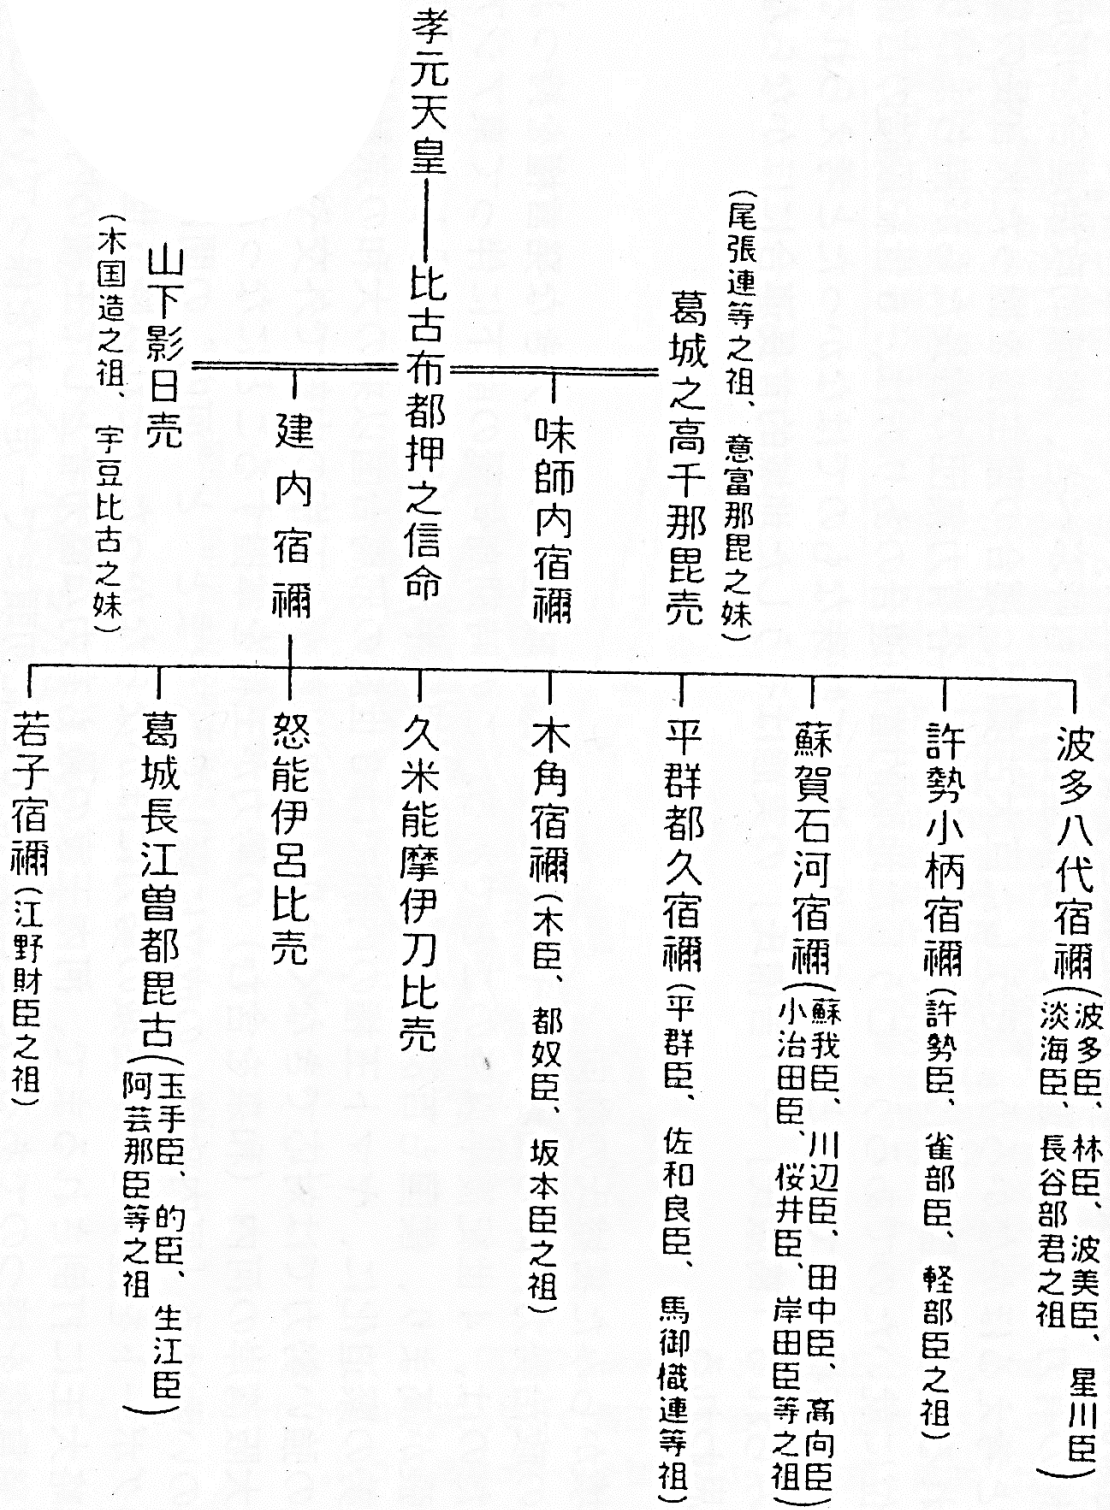 孝元天皇
比古布都押之信命
(尾張連等之祖、意富那毘之妹)
葛城之高千那毘売
味師内宿禰
建内宿禰
山下影日売
(木国造之祖、宇豆比古之妹)
波多八代宿禰(波多臣、林臣、波美臣、星川臣
淡海臣、長谷部君之祖)
許勢小柄宿禰(許勢臣、雀部臣、軽部臣之祖)
蘇賀石河宿禰(蘇我臣、川辺臣、田中臣、高向臣
小治田臣、桜井臣、岸田臣等之祖)
平群都久宿禰(平群臣、佐和良臣、馬御樴連等祖)
木角宿禰(木臣、都奴臣、坂本臣之祖)
久米能摩伊刀比売
怒能伊呂比売
葛城長江曽都毘古(玉手臣、的臣、生江臣
阿芸那臣等之祖)
若子宿禰(江野財臣之祖)